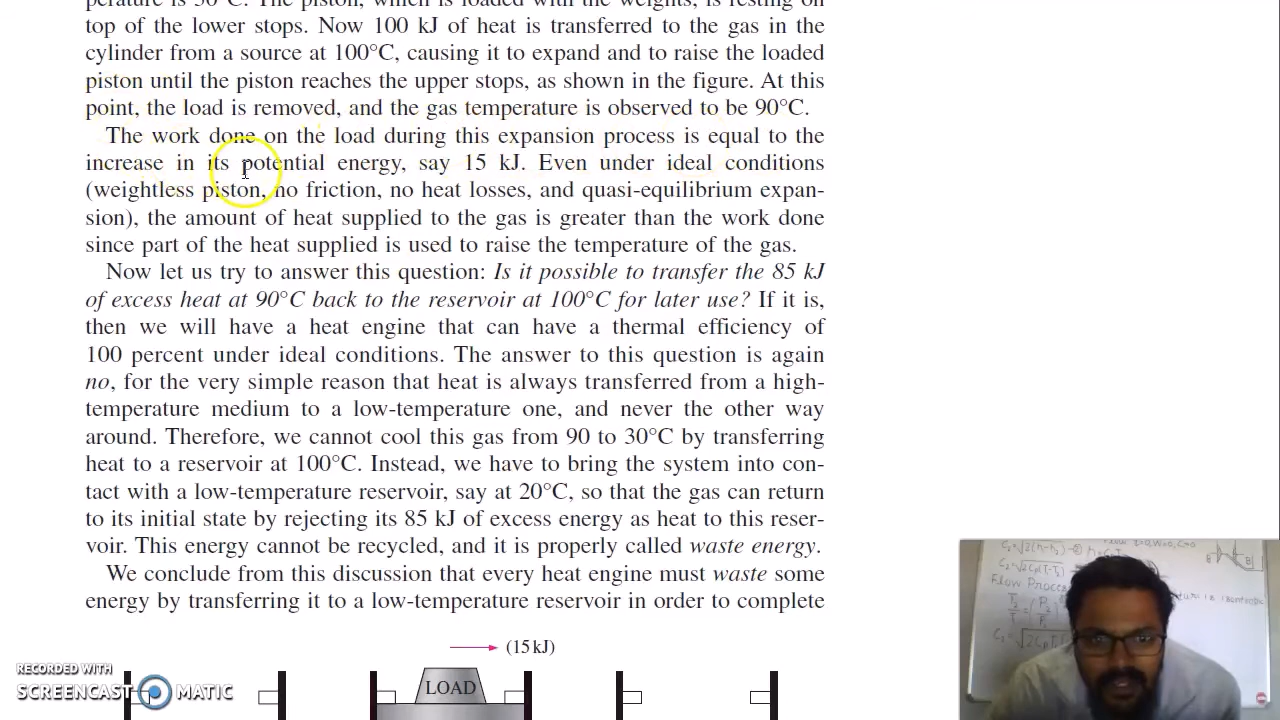 perature is 30°C. The piston, which is loaded with the weights, is resting on
top of the lower stops. Now 100 kJ of heat is transferred to the gas in the
cylinder from a source at 100°C, causing it to expand and to raise the loaded
piston until the piston reaches the upper stops, as shown in the figure. At this
point, the load is removed, and the gas temperature is observed to be 90°C.
The work done on the load during this expansion process is equal to the
increase in its potential energy, say 15 kJ. Even under ideal conditions
(weightless piston, no friction, no heat losses, and quasi-equilibrium expan-
sion), the amount of heat supplied to the gas is greater than the work done
since part of the heat supplied is used to raise the temperature of the gas.
Now let us try to answer this question: Is it possible to transfer the 85 kJ
of excess heat at 90°C back to the reservoir at 100°C for later use? If it is,
then we will have a heat engine that can have a thermal efficiency of
100 percent under ideal conditions. The answer to this question is again
no, for the very simple reason that heat is always transferred from a high-
temperature medium to a low-temperature one, and never the other way
around. Therefore, we cannot cool this gas from 90 to 30°C by transferring
heat to a reservoir at 100°C. Instead, we have to bring the system into con-
tact with a low-temperature reservoir, say at 20°C, so that the gas can return
to its initial state by rejecting its 85 kJ of excess energy as heat to this reser-
voir. This energy cannot be recycled, and it is properly called waste energy.
We conclude from this discussion that every heat engine must waste some
energy by transferring it to a low-temperature reservoir in order to complete
(15 kJ)
LOAD
RECORDED WITH
SCREENCAST MATIC
Flow Process